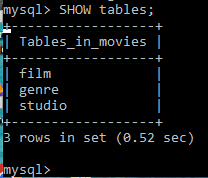 mysql> SHOW tables;
+------------------+
| Tables_in_movies |
+------------------+
| film             |
| genre            |
| studio           |
+------------------+
3 rows in set (0.52 sec)
mysql>